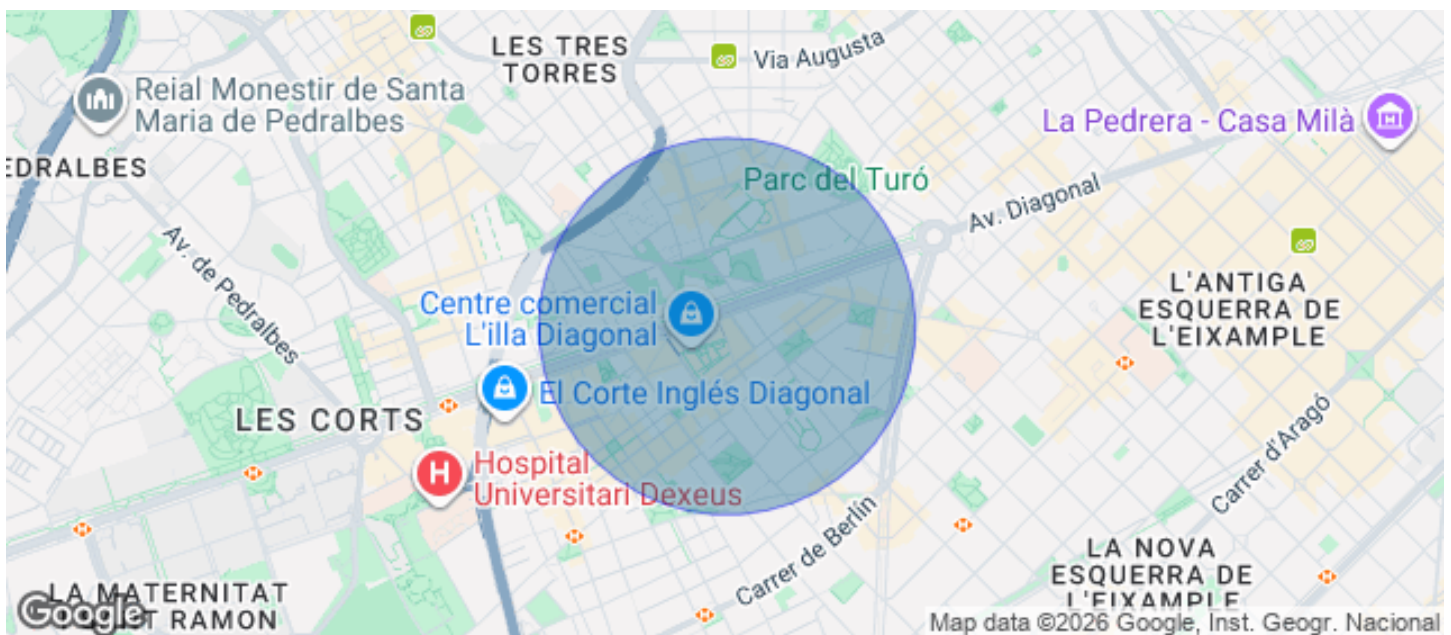 LES TRES
TORRES
Via Augusta
Reial Monestir de Santa
Maria de Pedralbes
La Pedrera - Casa Milà
EDRALBES
Parc del Turó
Av. Diagonal
Av. de Pedralbes
L'ANTIGA
ESQUERRA DE
L'EIXAMPLE
Centre comercial
L'illa Diagonal
El Corte Inglés Diagonal
LES CORTS
Carrer d'Aragó
Hospital
Universitari Dexeus
Carrer de Berlín
LA NOVA
ESQUERRA DE
L'EIXAMPLE
LA MATERNITAT
T RAMON
Google
Map data ©2026 Google, Inst. Geogr. Nacional